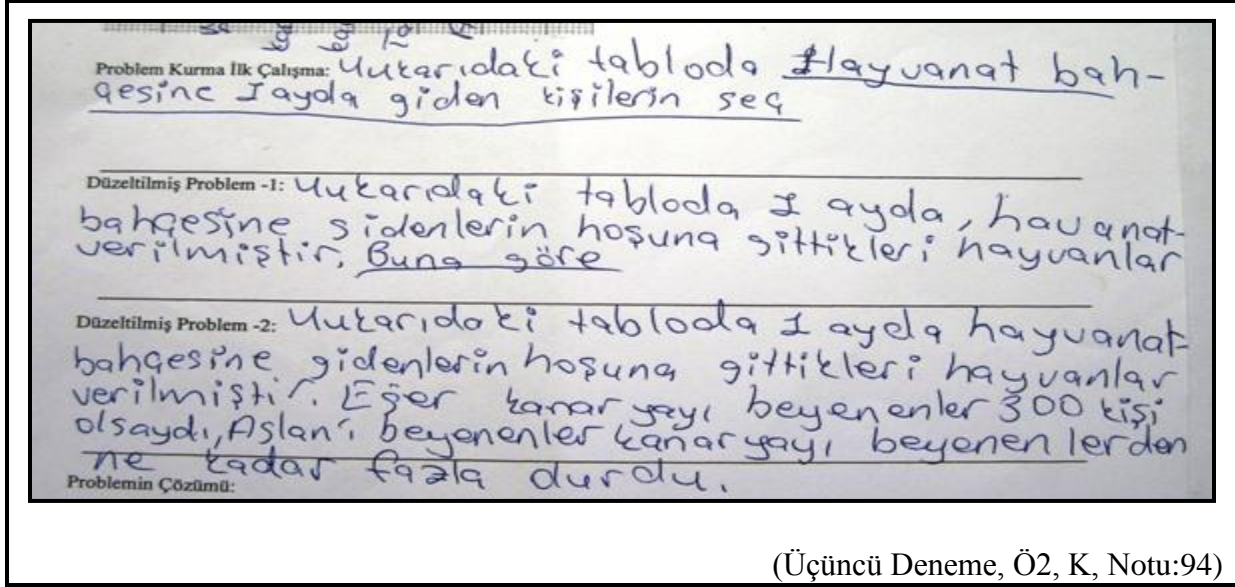 Problem Kurma İlk Çalışma: Yukarıdaki tabloda Hayvanat bah-
çesine 1 ayda giden kişilerin seç
Düzeltilmiş Problem -1: Yukarıdaki tabloda 1 ayda, havanat-
bahçesine gidenlerin hoşuna gittikleri hayvanlar
verilmiştir. Buna göre
Düzeltilmiş Problem -2: Yukarıdaki tabloda 1 ayda hayvanat-
bahçesine gidenlerin hoşuna gittikleri hayvanlar
verilmiştir. Eğer kanaryayı beyenenler 300 kişi
olsaydı, Aslan'ı beyenenler kanaryayı beyenenlerden
ne kadar fazla durdu.
Problemin Çözümü:
(Üçüncü Deneme, Ö2, K, Notu:94)